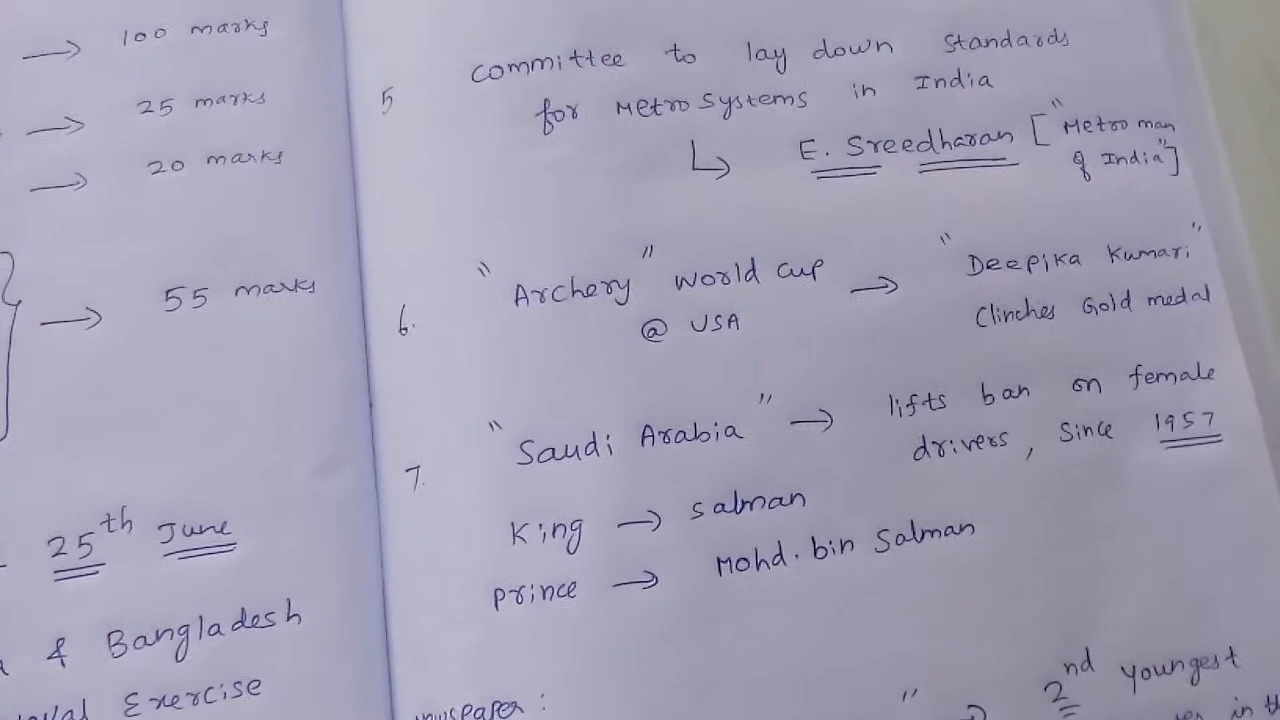 → 100 marks
→ 25 marks
→ 20 marks
→ 55 marks
25th June
& Bangladesh
Exercise
5 committee to lay down standards
for Metro systems in India
↳ E. Sreedharan ["Metro man
of India"]
6. "Archery" world cup → "Deepika Kumari"
@ USA Clinches Gold medal
7. "Saudi Arabia" → lifts ban on female
drivers, since 1957
King → Salman
Prince → Mohd. bin Salman
" → 2nd youngest
in